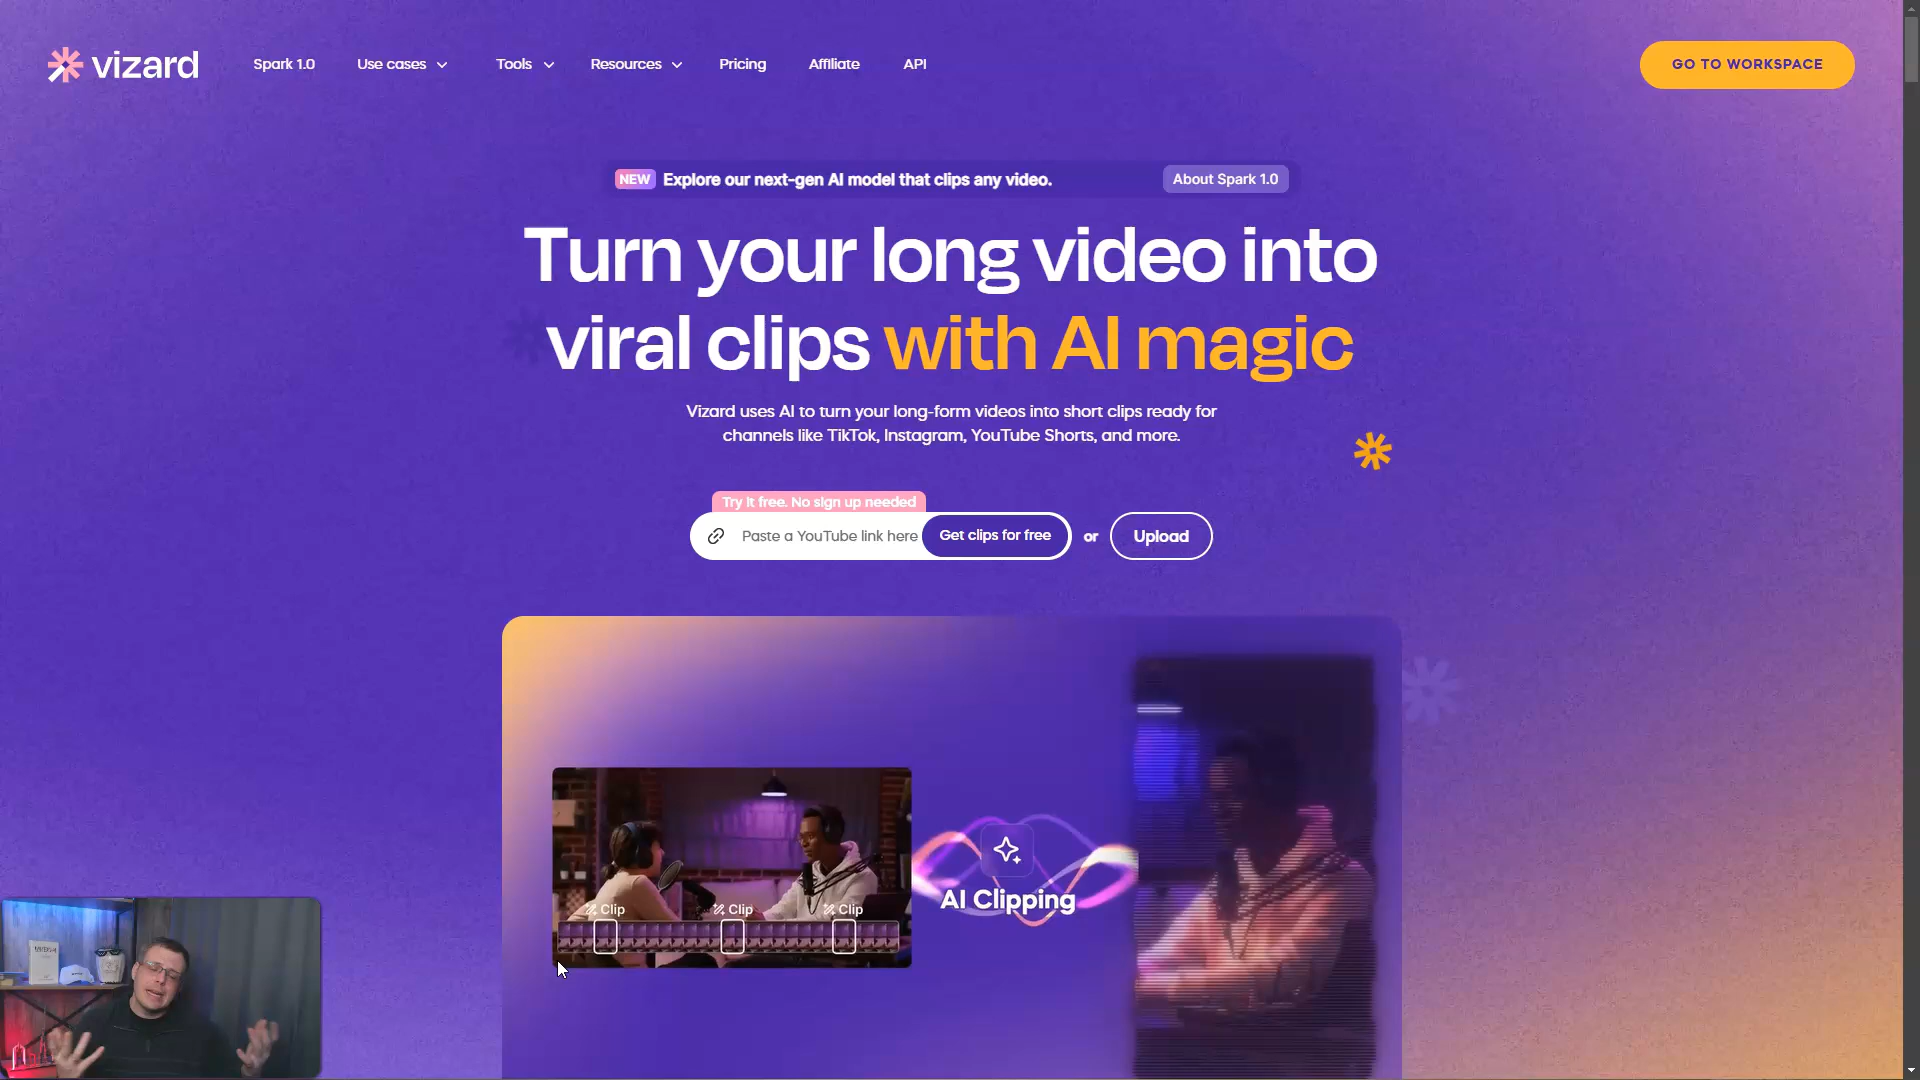 vizard
Spark 1.0
Use cases
Tools
Resources
Pricing
Affiliate
API
GO TO WORKSPACE
NEW Explore our next-gen AI model that clips any video.
About Spark 1.0
Turn your long video into
viral clips with AI magic
Vizard uses AI to turn your long-form videos into short clips ready for
channels like TikTok, Instagram, YouTube Shorts, and more.
Try it free. No sign up needed
Paste a YouTube link here
Get clips for free
or
Upload
Clip
Clip
Clip
AI Clipping